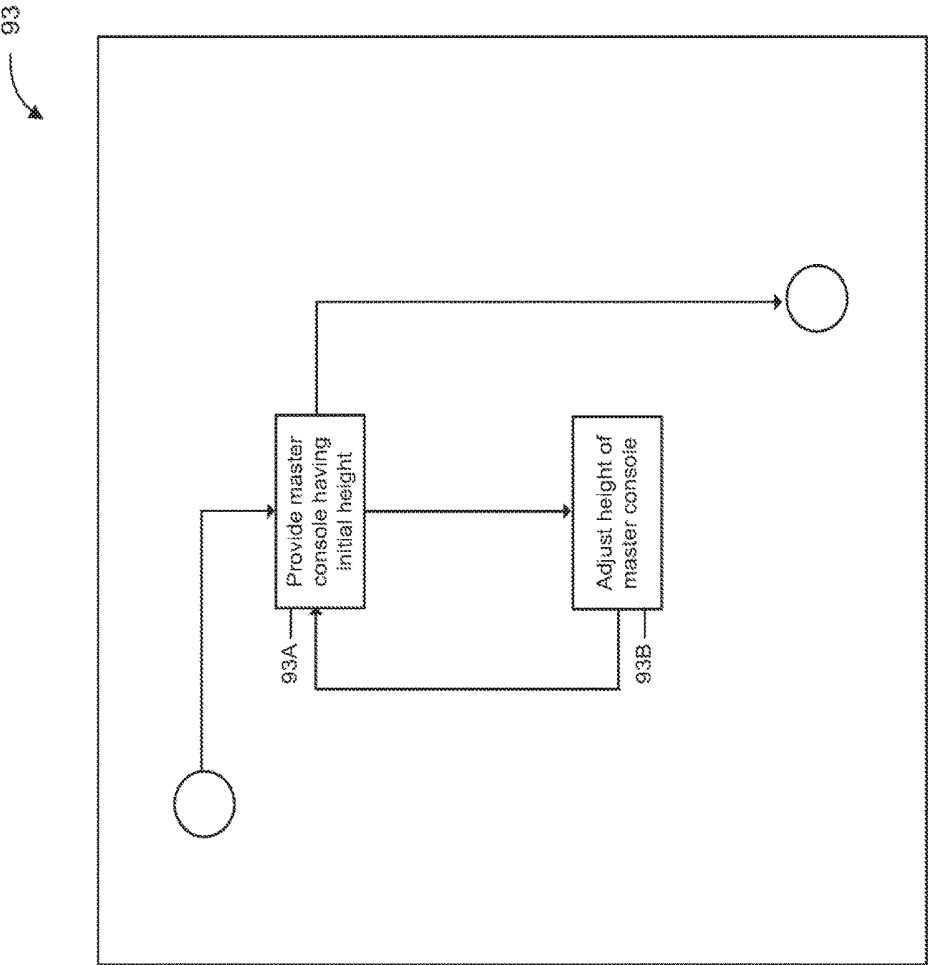 93
Provide master
console having
initial height
93A
Adjust height of
master console
93B